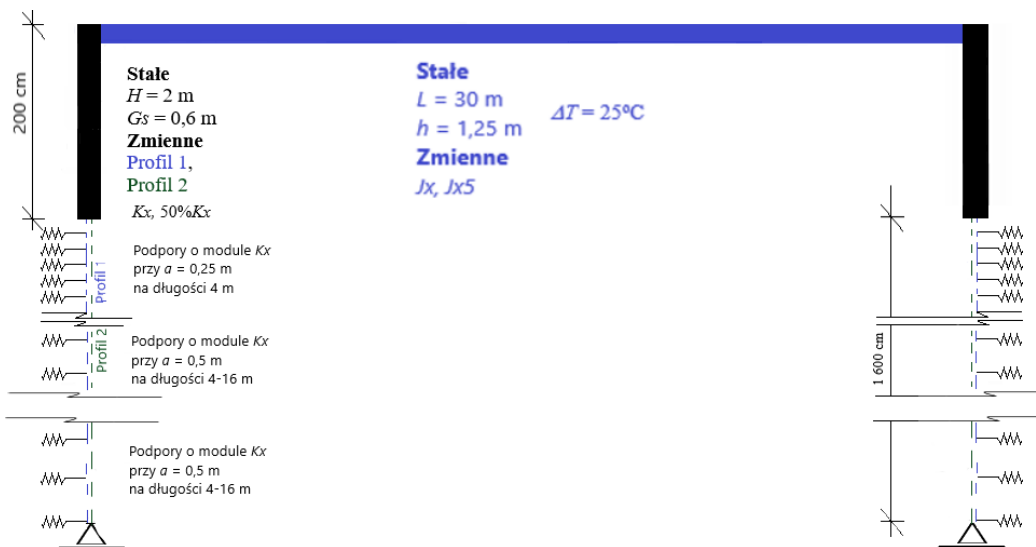 200 cm
Stałe
H = 2 m
Gs = 0,6 m
Zmienne
Profil 1,
Profil 2
Kx, 50%Kx
Stałe
L = 30 m
h = 1,25 m
ΔT = 25ºC
Zmienne
Jx, Jx5
Profil 1
Podpory o module Kx
przy a = 0,25 m
na długości 4 m
Profil 2
Podpory o module Kx
przy a = 0,5 m
na długości 4-16 m
Podpory o module Kx
przy a = 0,5 m
na długości 4-16 m
1 600 cm